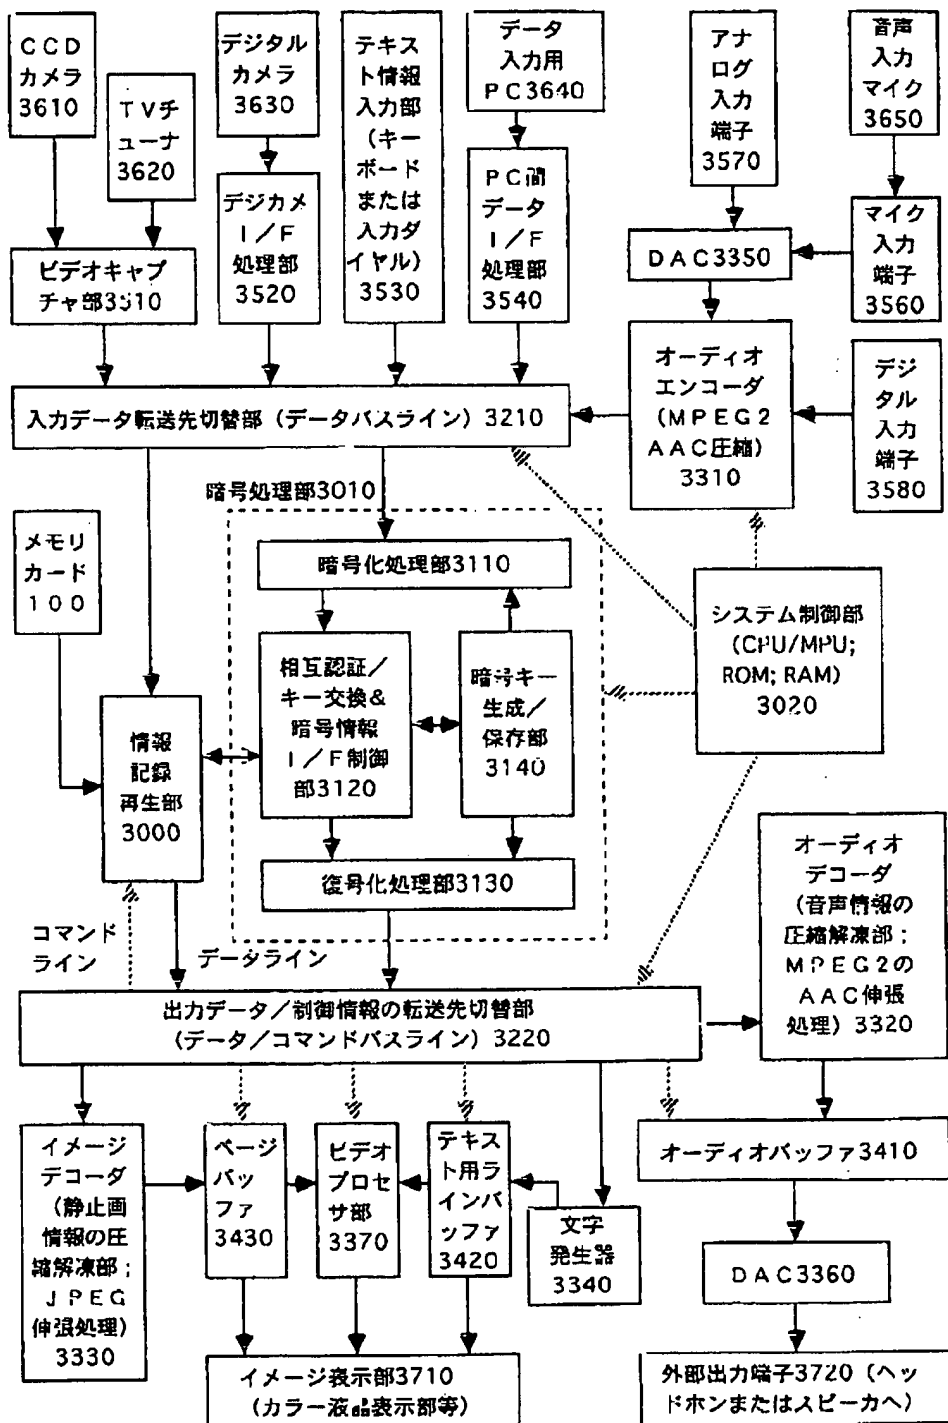 CCD
カメラ
3610
TVチ
ューナ
3620
デジタル
カメラ
3630
テキス
ト情報
入力部
(キー
ボード
または
入力ダ
イヤル)
3530
データ
入力用
PC3640
アナ
ログ
入力
端子
3570
音声
入力
マイク
3650
デジカメ
I/F
処理部
3520
PC間
データ
I/F
処理部
3540
DAC3350
マイク
入力
端子
3560
ビデオキャプ
チャ部3510
オーディオ
エンコーダ
(MPEG2
AAC圧縮)
3310
デジ
タル
入力
端子
3580
入力データ転送先切替部(データバスライン)3210
暗号処理部3010
メモリ
カード
100
暗号化処理部3110
システム制御部
(CPU/MPU;
ROM; RAM)
3020
相互認証/
キー交換&
暗号情報
I/F制御
部3120
暗号キー
生成/
保存部
3140
情報
記録
再生部
3000
復号化処理部3130
オーディオ
デコーダ
(音声情報の
圧縮解凍部;
MPEG2の
AAC伸張
処理)3320
コマンド
ライン
データライン
出力データ/制御情報の転送先切替部
(データ/コマンドバスライン)3220
イメージ
デコーダ
(静止画
情報の圧
縮解凍部;
JPEG
伸張処理)
3330
ページ
バッ
ファ
3430
ビデオ
プロセ
サ部
3370
テキス
ト用ラ
インバ
ッファ
3420
文字
発生器
3340
オーディオバッファ3410
DAC3360
イメージ表示部3710
(カラー液晶表示部等)
外部出力端子3720(ヘッ
ドホンまたはスピーカへ)